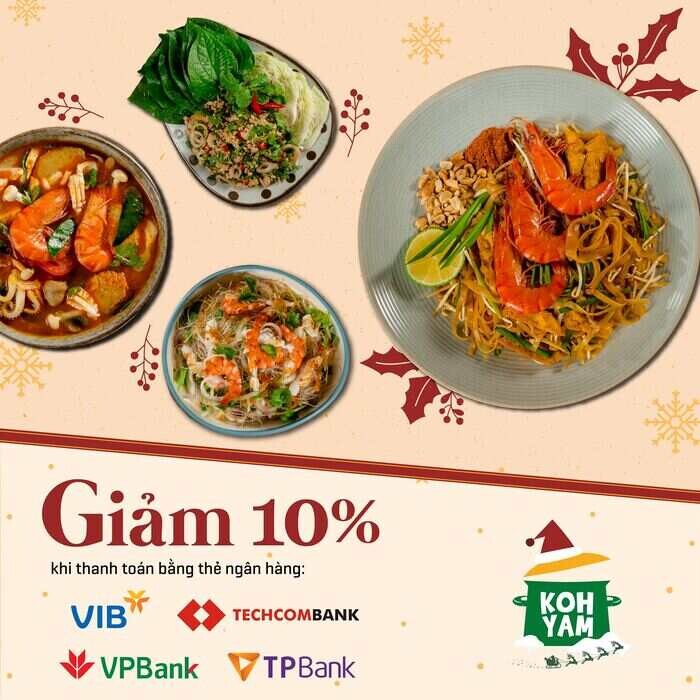 Giảm 10%
khi thanh toán bằng thẻ ngân hàng:
VIB
TECHCOMBANK
VPBank
TPBank
KOH
YAM